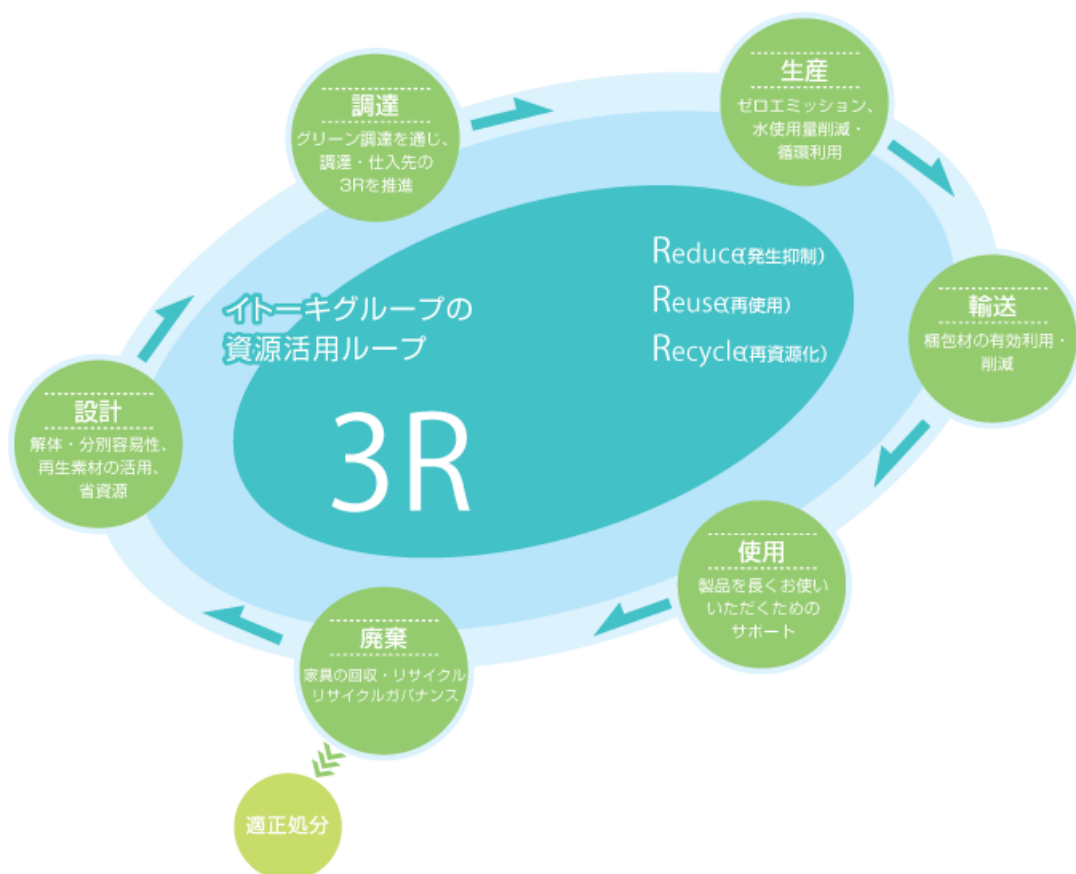 調達
グリーン調達を通じ、
調達・仕入先の
3Rを推進
生産
ゼロエミッション、
水使用量削減・
循環利用
イトーキグループの
資源活用ループ
3R
Reduce(発生抑制)
Reuse(再使用)
Recycle(再資源化)
輸送
梱包材の有効利用・
削減
設計
解体・分別容易性、
再生素材の活用、
省資源
使用
製品を長くお使い
いただくための
サポート
廃棄
家具の回収・リサイクル
リサイクルガバナンス
適正処分